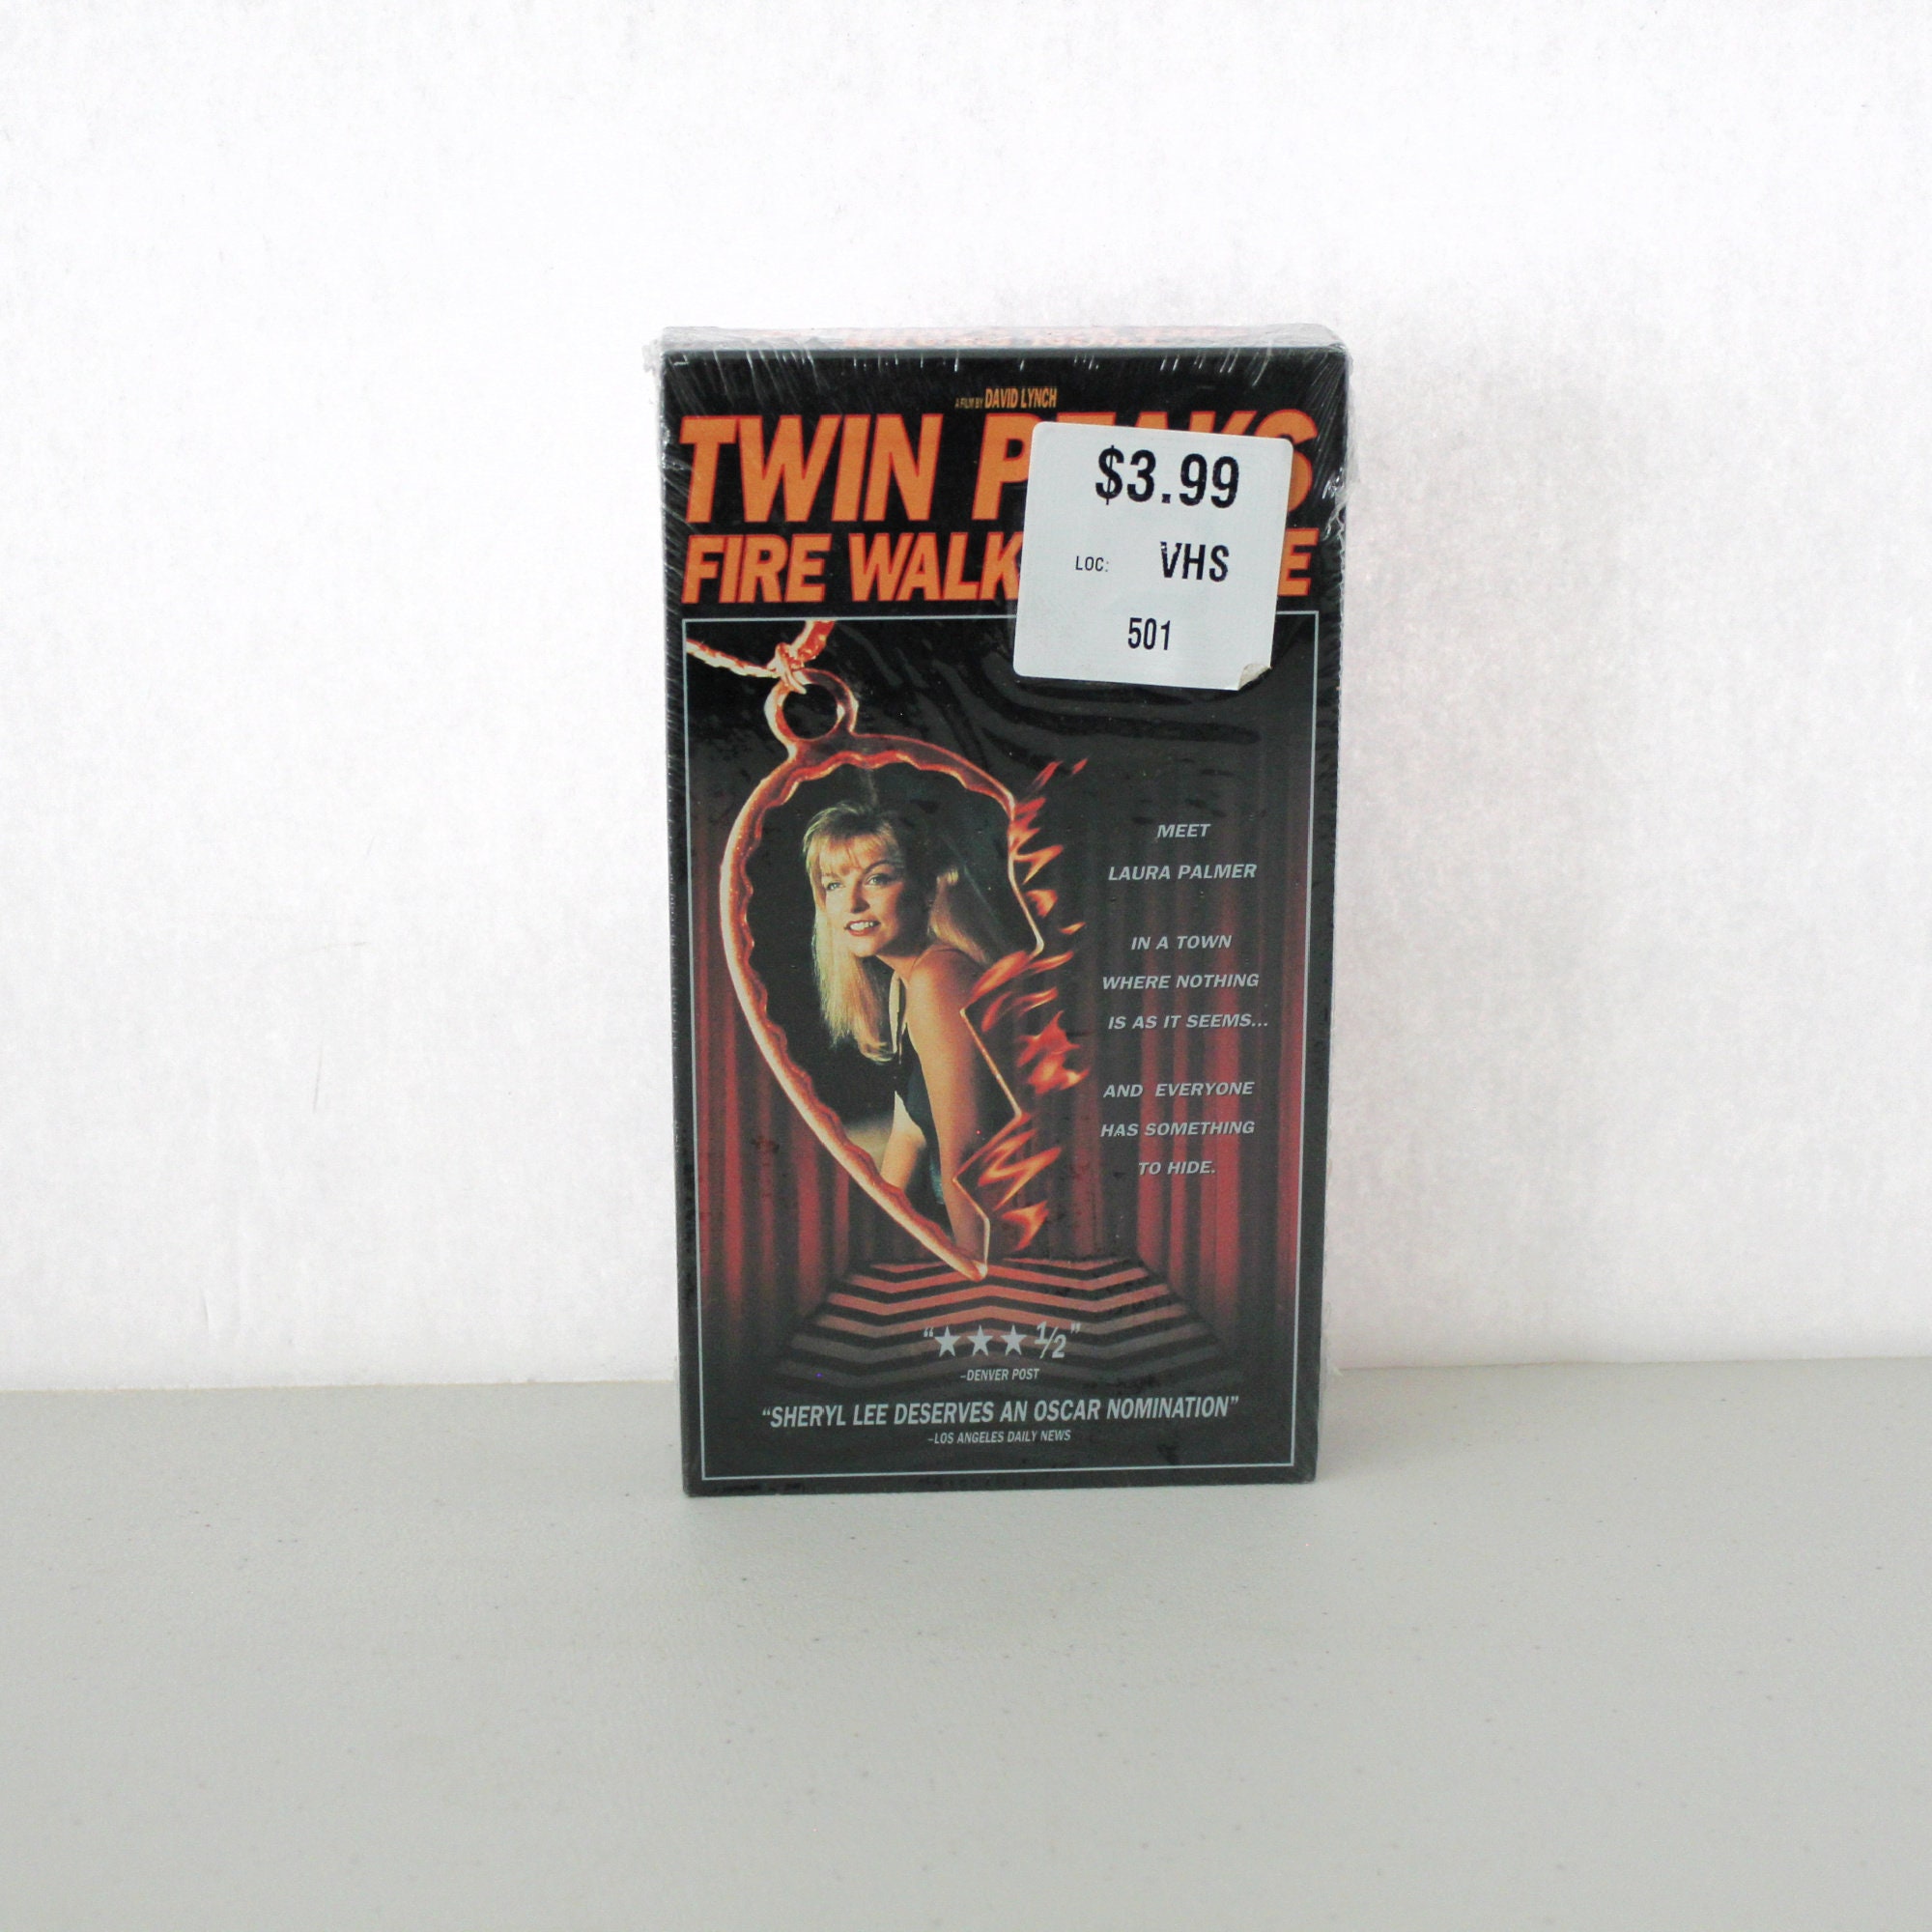 A FILM BY DAVID LYNCH
TWIN P KS
FIRE WALK E
$3.99
LOC: VHS
501
MEET
LAURA PALMER
IN A TOWN
WHERE NOTHING
IS AS IT SEEMS...
AND EVERYONE
HAS SOMETHING
TO HIDE.
"★★★½"
–DENVER POST
"SHERYL LEE DESERVES AN OSCAR NOMINATION"
–LOS ANGELES DAILY NEWS